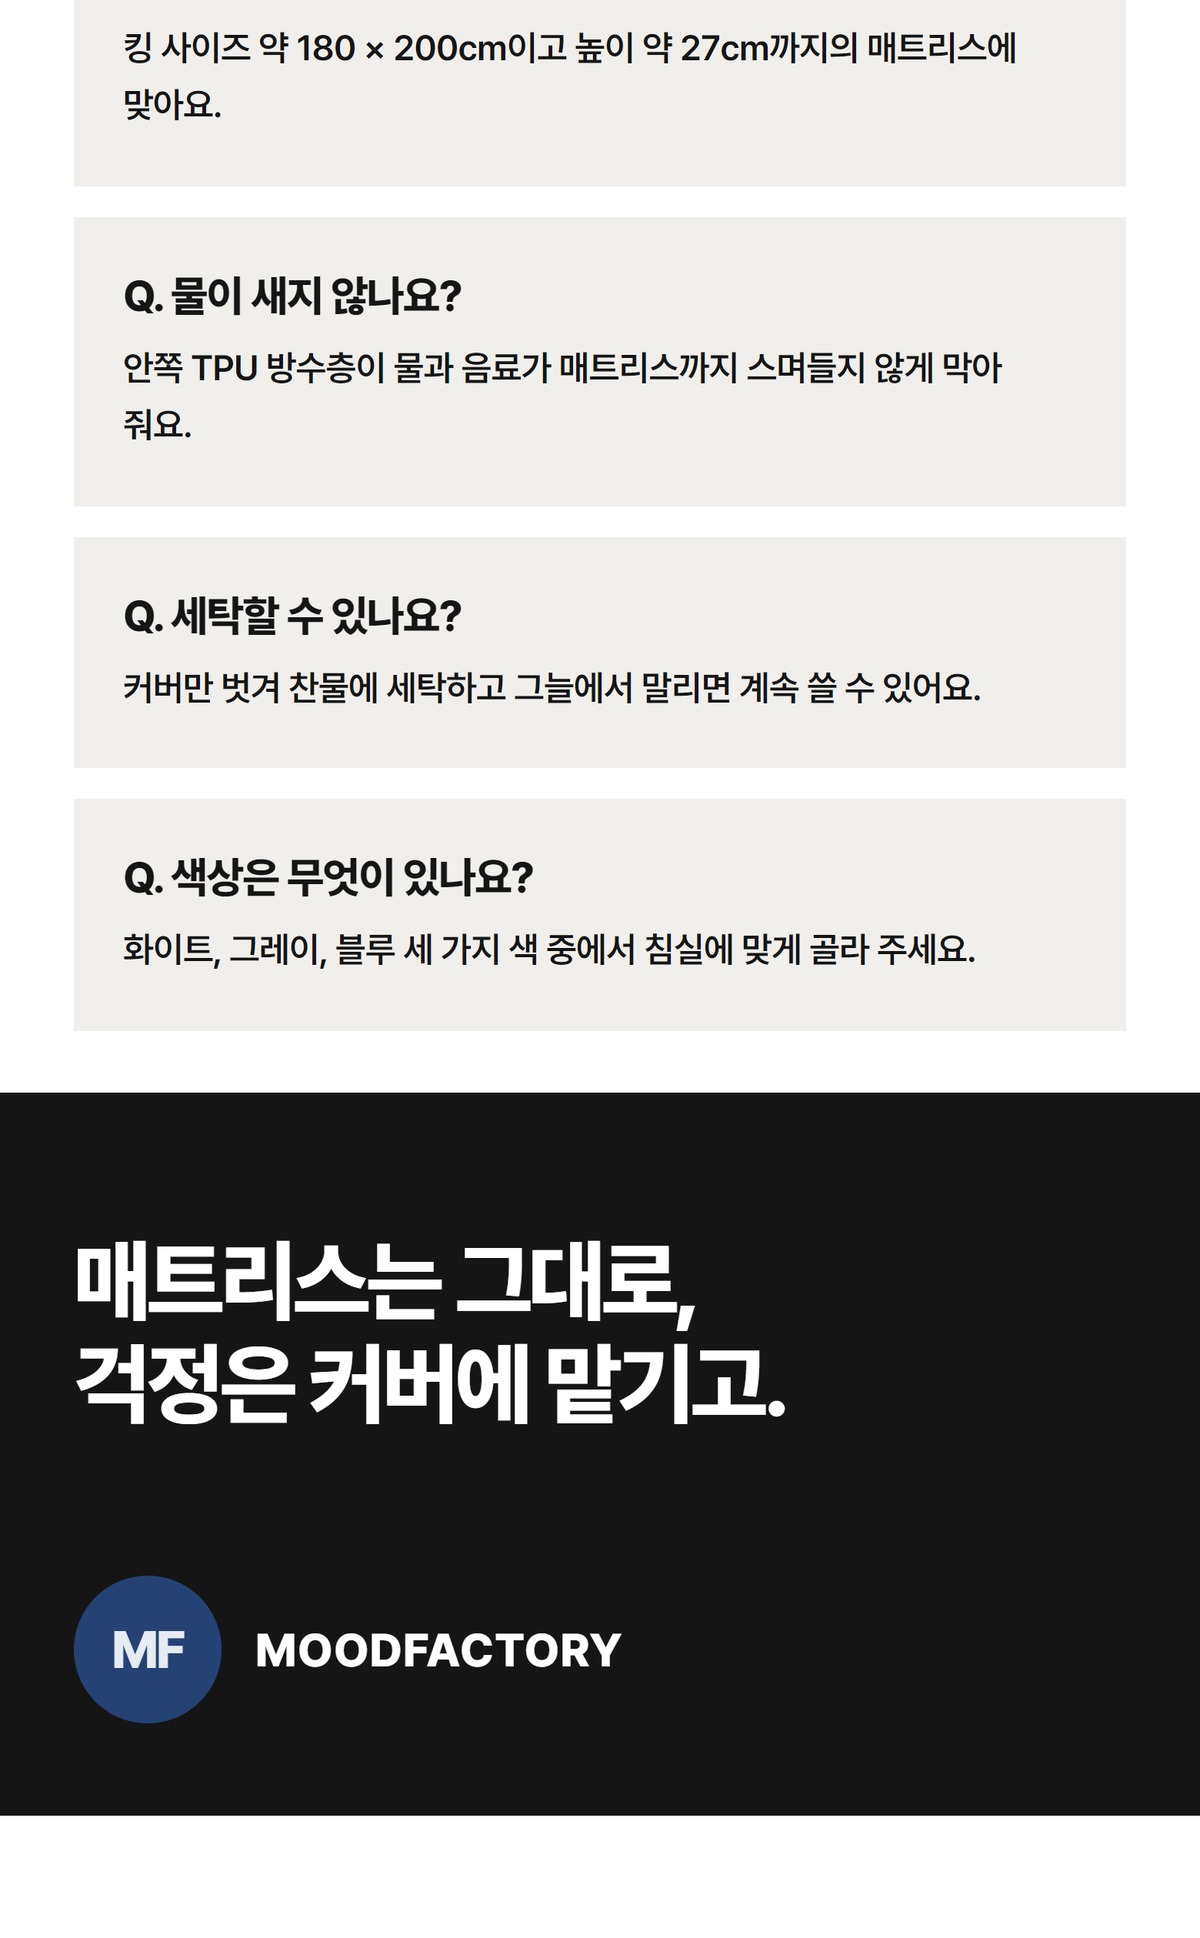 킹 사이즈 약 180 × 200cm이고 높이 약 27cm까지의 매트리스에
맞아요.
Q. 물이 새지 않나요?
안쪽 TPU 방수층이 물과 음료가 매트리스까지 스며들지 않게 막아
줘요.
Q. 세탁할 수 있나요?
커버만 벗겨 찬물에 세탁하고 그늘에서 말리면 계속 쓸 수 있어요.
Q. 색상은 무엇이 있나요?
화이트, 그레이, 블루 세 가지 색 중에서 침실에 맞게 골라 주세요.
매트리스는 그대로,
걱정은 커버에 맡기고.
MF
MOODFACTORY